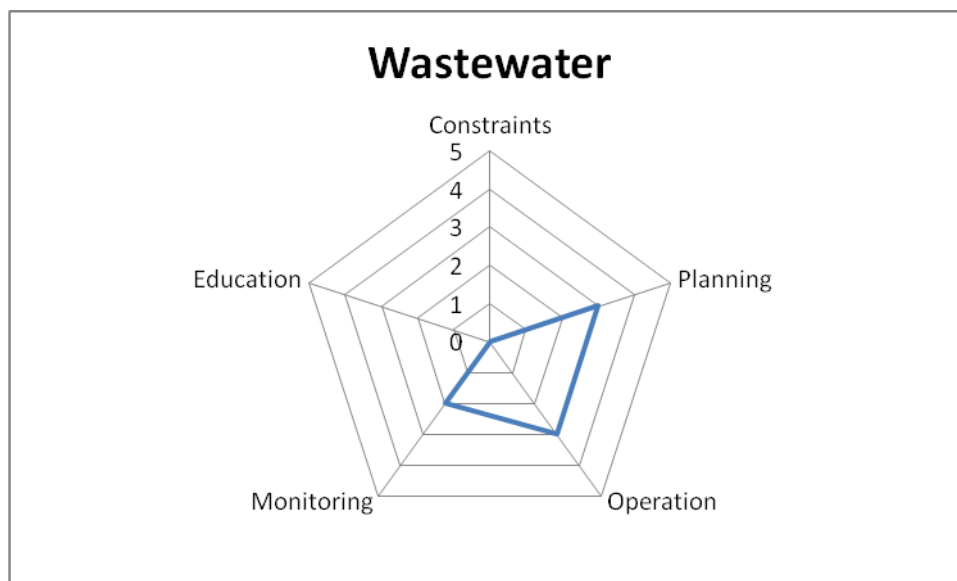 Wastewater
Constraints
5
4
3
2
1
0
Education
Planning
Monitoring
Operation